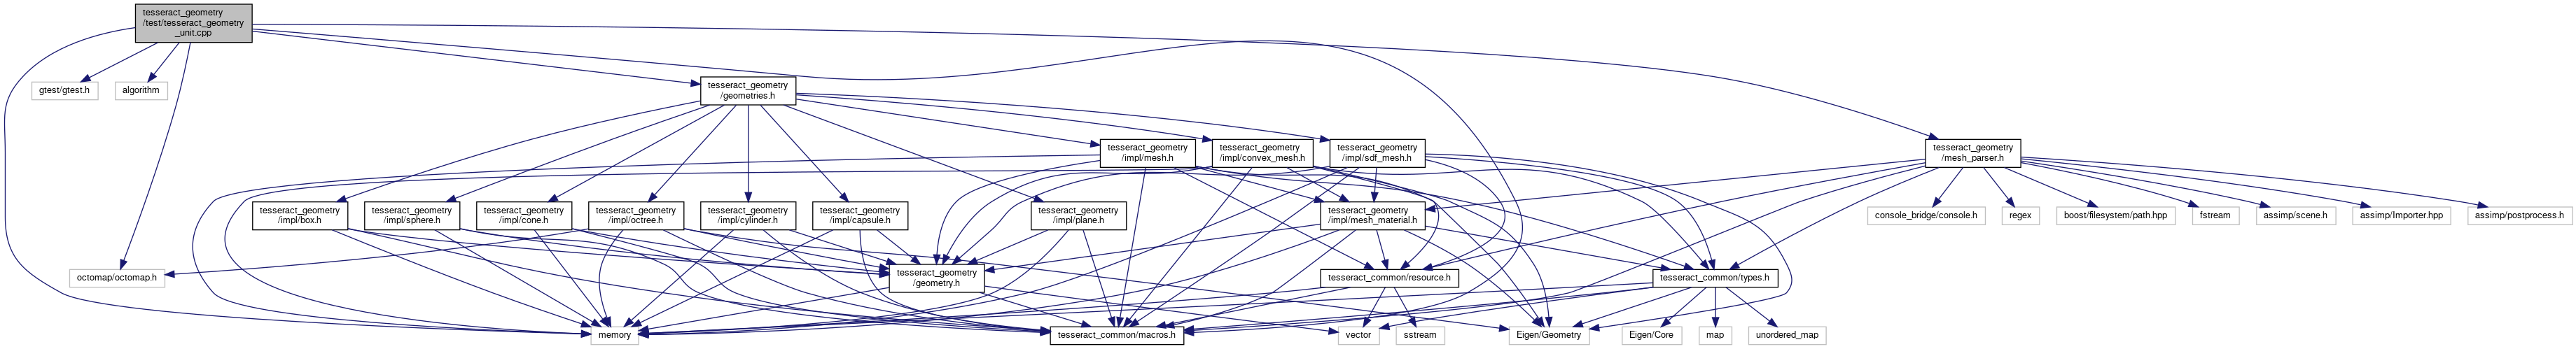 tesseract_geometry
/test/tesseract_geometry
_unit.cpp
gtest/gtest.h
algorithm
tesseract_geometry
/geometries.h
tesseract_geometry
/impl/mesh.h
tesseract_geometry
/impl/convex_mesh.h
tesseract_geometry
/impl/sdf_mesh.h
tesseract_geometry
/mesh_parser.h
tesseract_geometry
/impl/box.h
tesseract_geometry
/impl/sphere.h
tesseract_geometry
/impl/cone.h
tesseract_geometry
/impl/octree.h
tesseract_geometry
/impl/cylinder.h
tesseract_geometry
/impl/capsule.h
tesseract_geometry
/impl/plane.h
tesseract_geometry
/impl/mesh_material.h
console_bridge/console.h
regex
boost/filesystem/path.hpp
fstream
assimp/scene.h
assimp/Importer.hpp
assimp/postprocess.h
octomap/octomap.h
tesseract_geometry
/geometry.h
tesseract_common/resource.h
tesseract_common/types.h
memory
tesseract_common/macros.h
vector
sstream
Eigen/Geometry
Eigen/Core
map
unordered_map